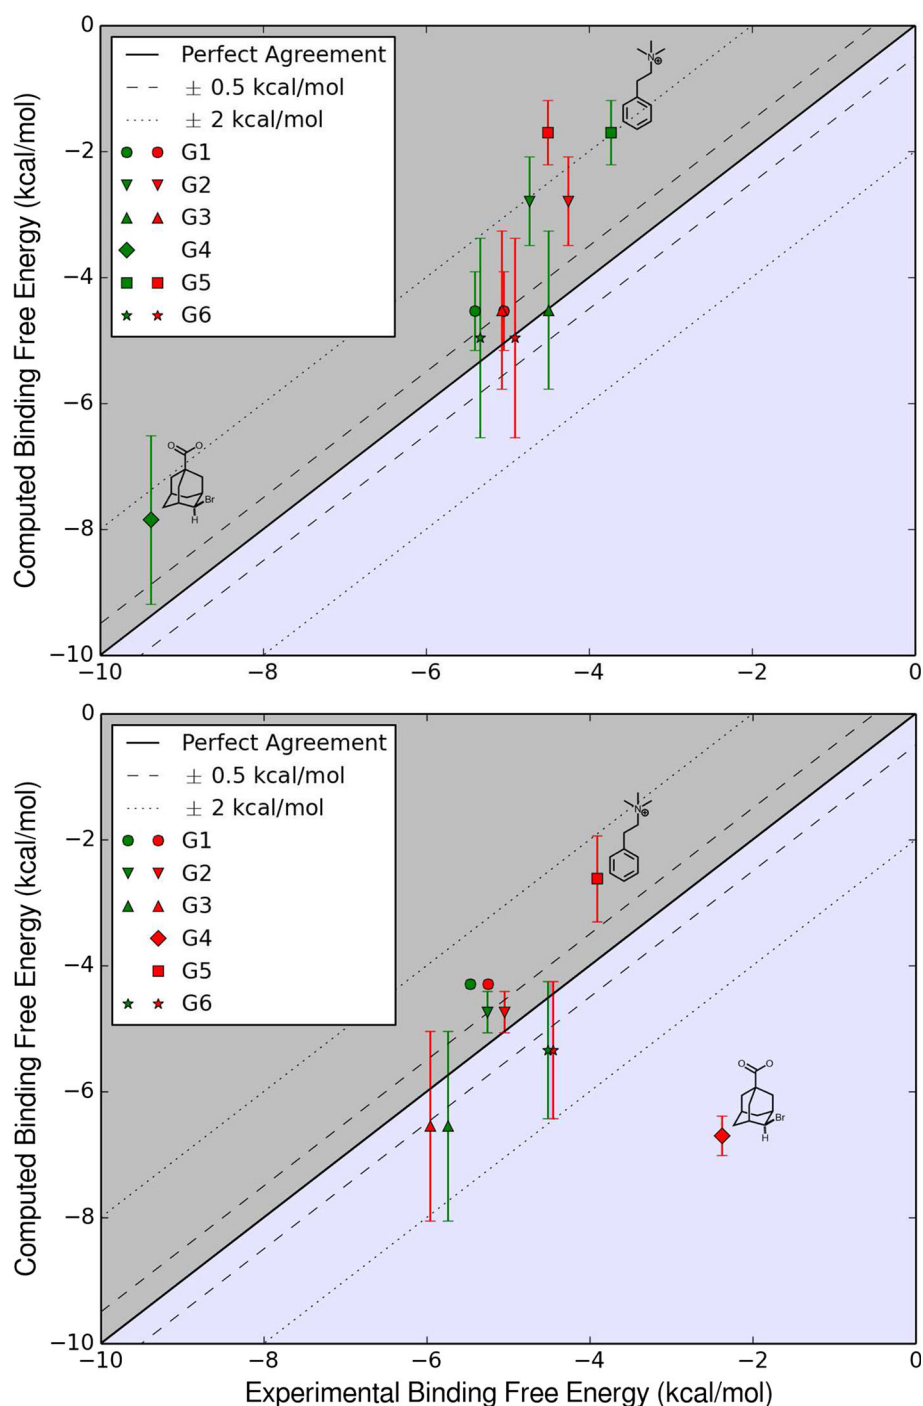 0
Perfect Agreement
± 0.5 kcal/mol
± 2 kcal/mol
G1
G2
G3
G4
G5
G6
N
⊕
−2
−4
−6
−8
−10
Computed Binding Free Energy (kcal/mol)
O
O
Br
H
−10
−8
−6
−4
−2
0
0
Perfect Agreement
± 0.5 kcal/mol
± 2 kcal/mol
G1
G2
G3
G4
G5
G6
N
⊕
−2
−4
−6
−8
−10
Computed Binding Free Energy (kcal/mol)
O
O
Br
H
−10
−8
−6
−4
−2
0
Experimental Binding Free Energy (kcal/mol)